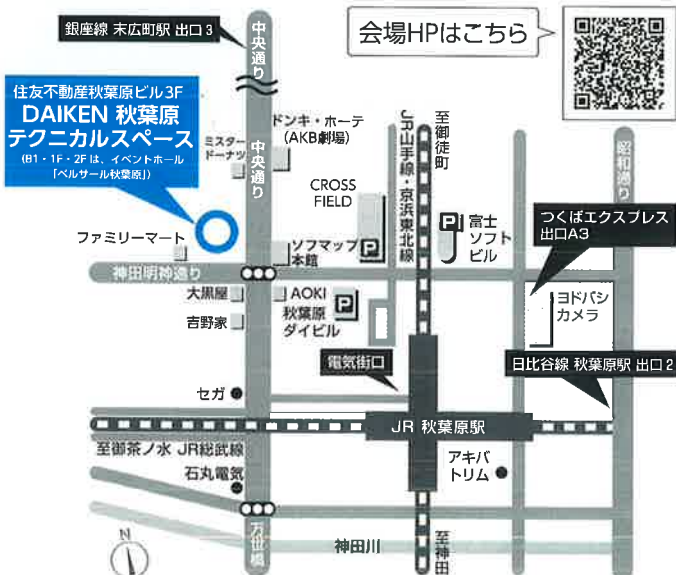 銀座線 末広町駅 出口3
中央通り
会場HPはこちら
住友不動産秋葉原ビル3F
DAIKEN 秋葉原
テクニカルスペース
(B1・1F・2Fは、イベントホール
「ベルサール秋葉原」)
ミスター
ドーナツ
中央通り
ドンキ・ホーテ
(AKB劇場)
JR山手線・京浜東北線
至御徒町
昭和通り
CROSS
FIELD
P
P
富士
ソフト
ビル
つくばエクスプレス
出口A3
ファミリーマート
ソフマップ
本館
神田明神通り
大黒屋
吉野家
AOKI
秋葉原
ダイビル
P
ヨドバシ
カメラ
電気街口
日比谷線 秋葉原駅 出口2
セガ
JR 秋葉原駅
至御茶ノ水 JR総武線
石丸電気
アキバ
トリム
万世橋
神田川
至神田
N